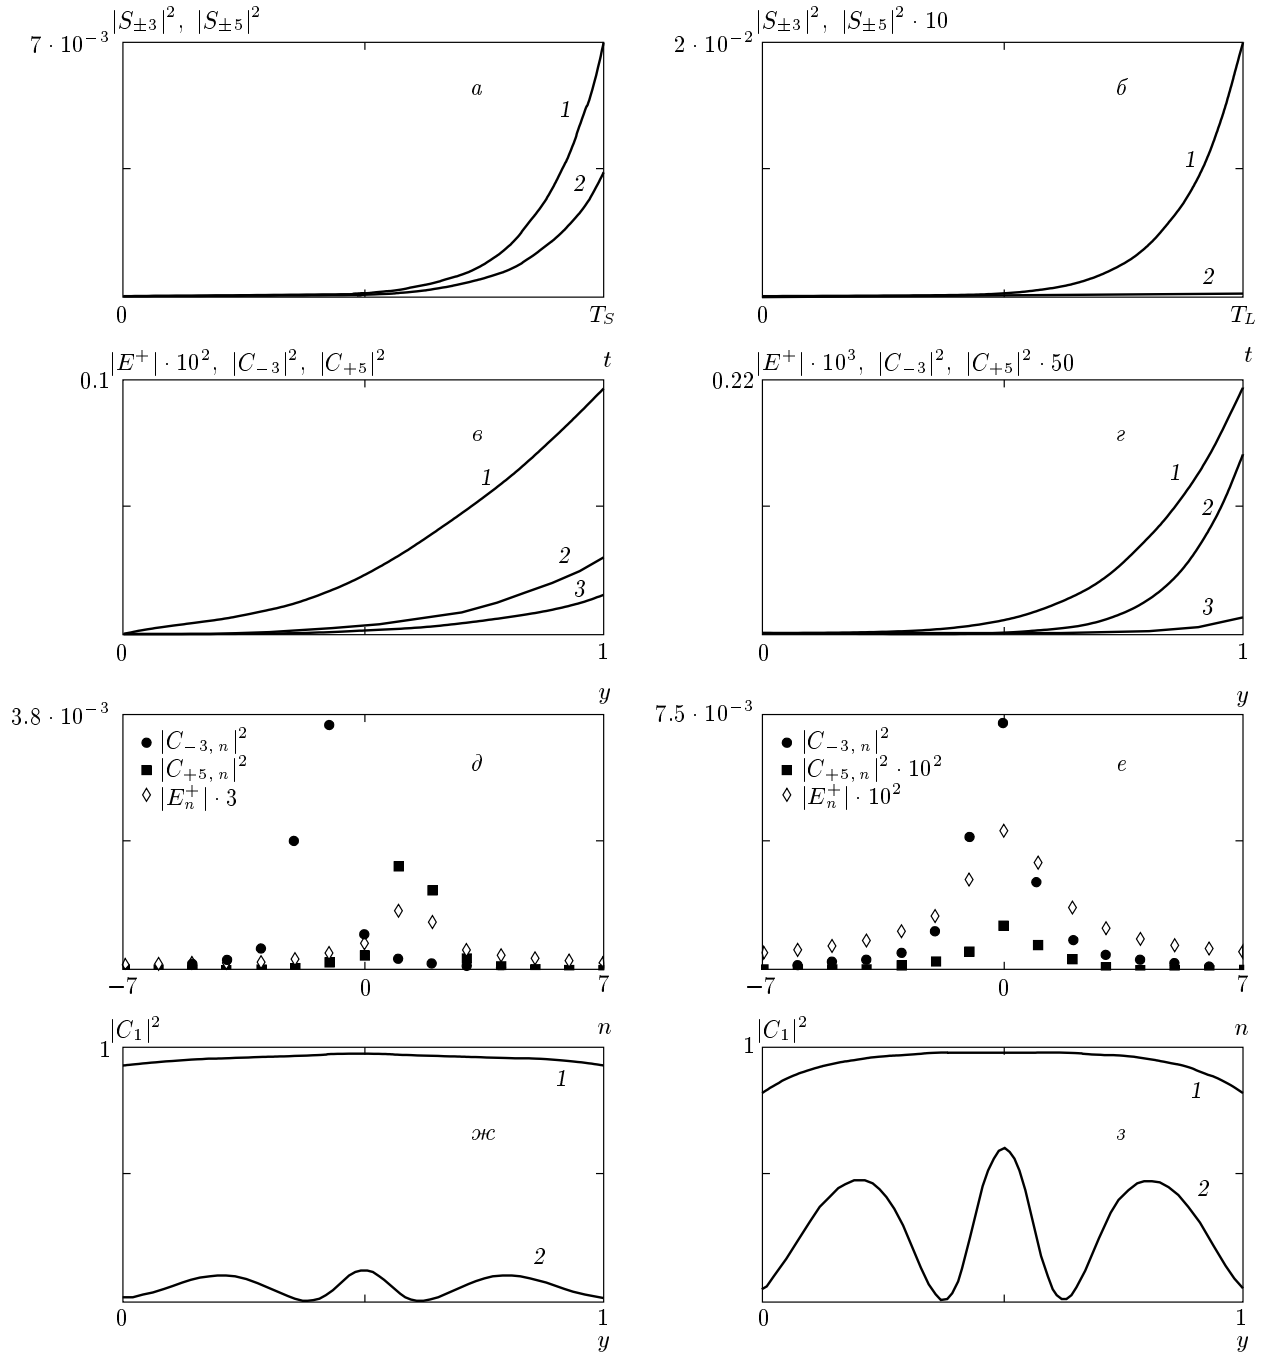 |S±3|², |S±5|²
7 · 10⁻³
а
1
2
0
T_S
t
|S±3|², |S±5|² · 10
2 · 10⁻²
б
1
2
0
T_L
t
|E⁺| · 10², |C₋₃|², |C₊₅|²
0.1
в
1
2
3
0
1
y
|E⁺| · 10³, |C₋₃|², |C₊₅|² · 50
0.22
г
1
2
3
0
1
y
3.8 · 10⁻³
|C₋₃, ₙ|²
|C₊₅, ₙ|²
|Eₙ⁺| · 3
д
−7
0
7
n
7.5 · 10⁻³
|C₋₃, ₙ|²
|C₊₅, ₙ|² · 10²
|Eₙ⁺| · 10²
е
−7
0
7
n
|C₁|²
1
1
ж
2
0
1
y
|C₁|²
1
1
з
2
0
1
y